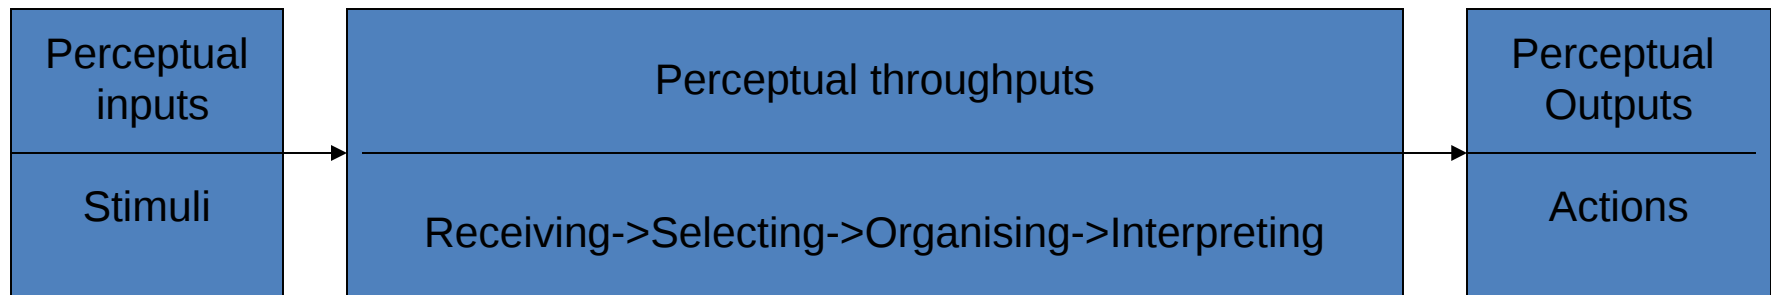 Perceptual
inputs
Stimuli
Perceptual throughputs
Receiving->Selecting->Organising->Interpreting
Perceptual
Outputs
Actions